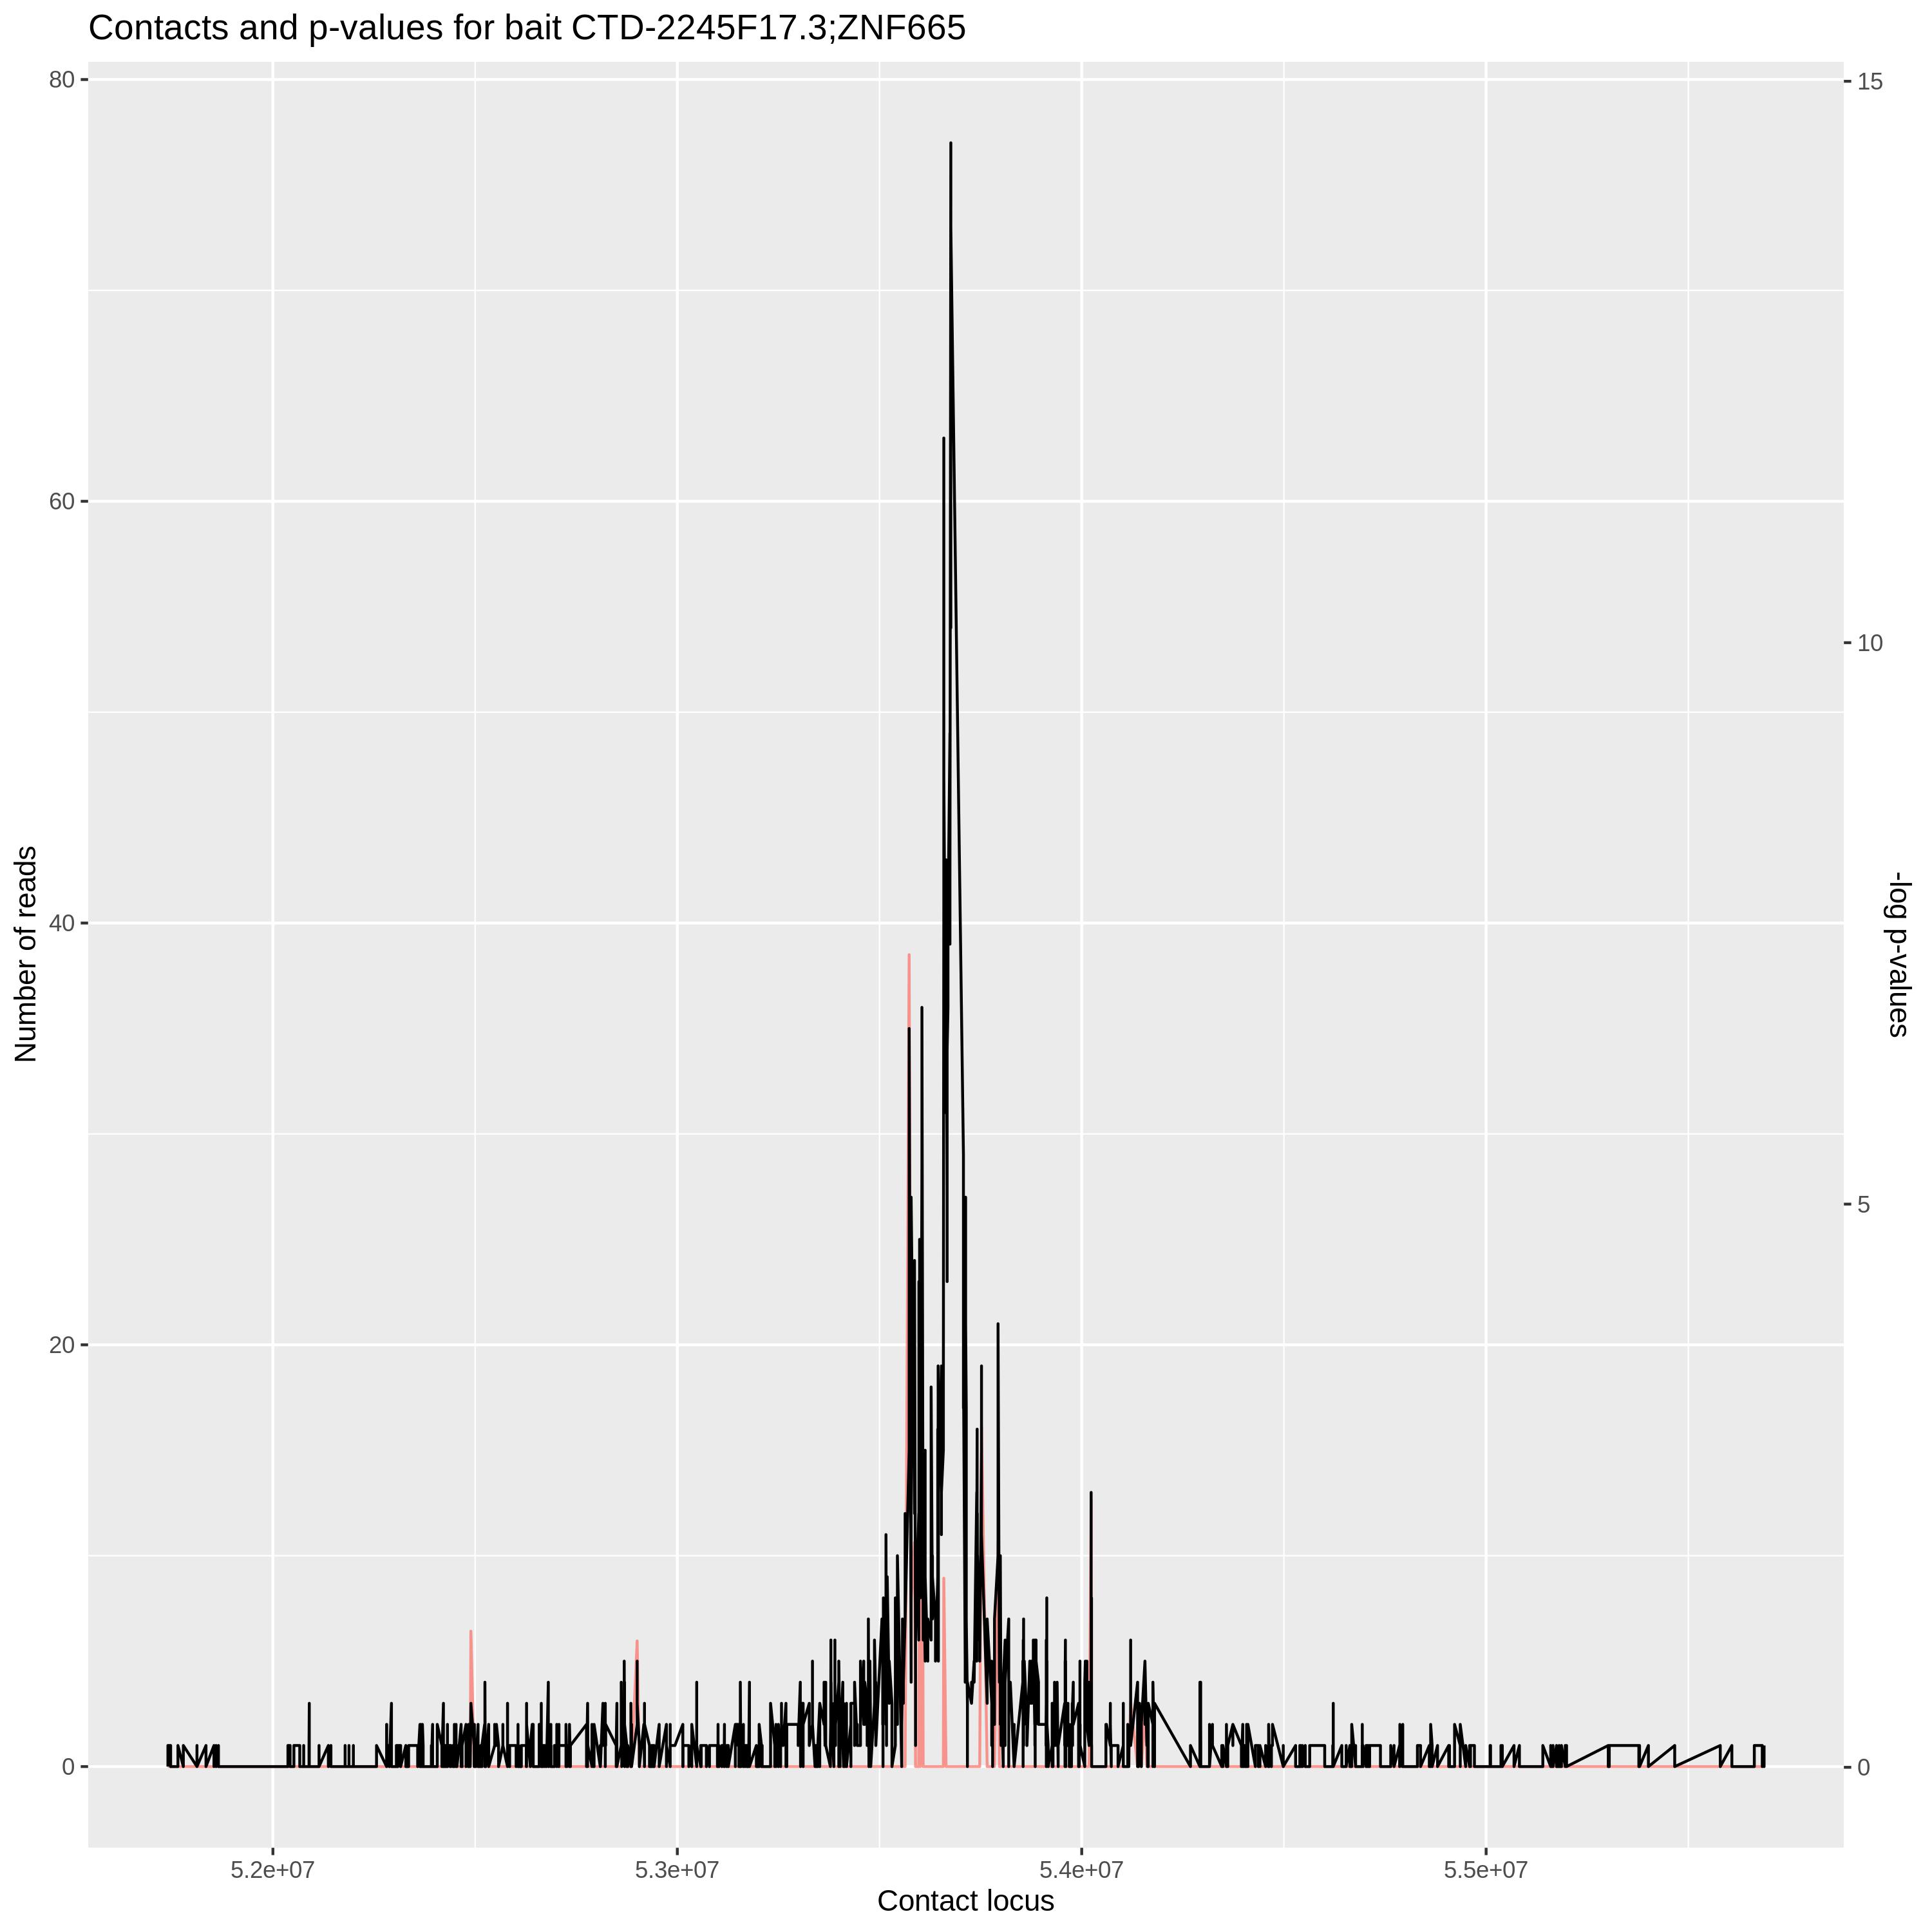 Contacts and p-values for bait CTD-2245F17.3;ZNF665
80
60
40
20
0
15
10
5
0
Number of reads
-log p-values
5.2e+07
5.3e+07
5.4e+07
5.5e+07
Contact locus